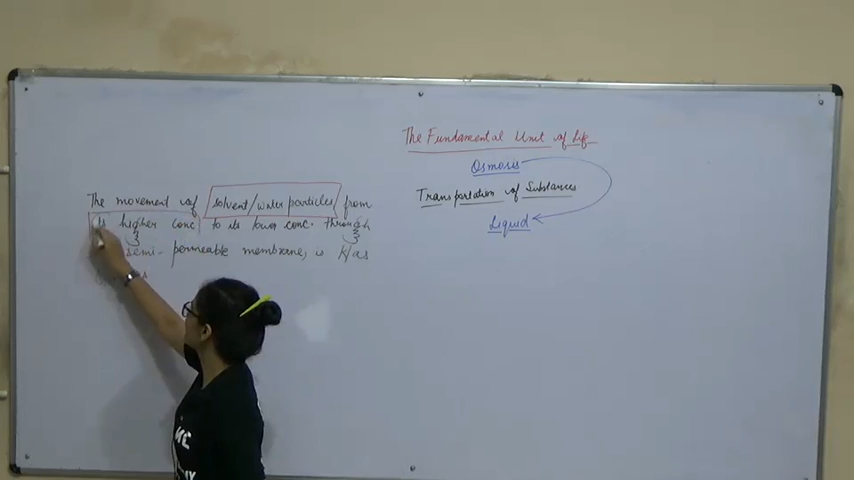 The movement of solvent/water particles from
its higher conc to its lower conc. through
semi-permeable membrane, is k/as
The Fundamental Unit of Life
Osmosis
Transportation of Substances
Liquid